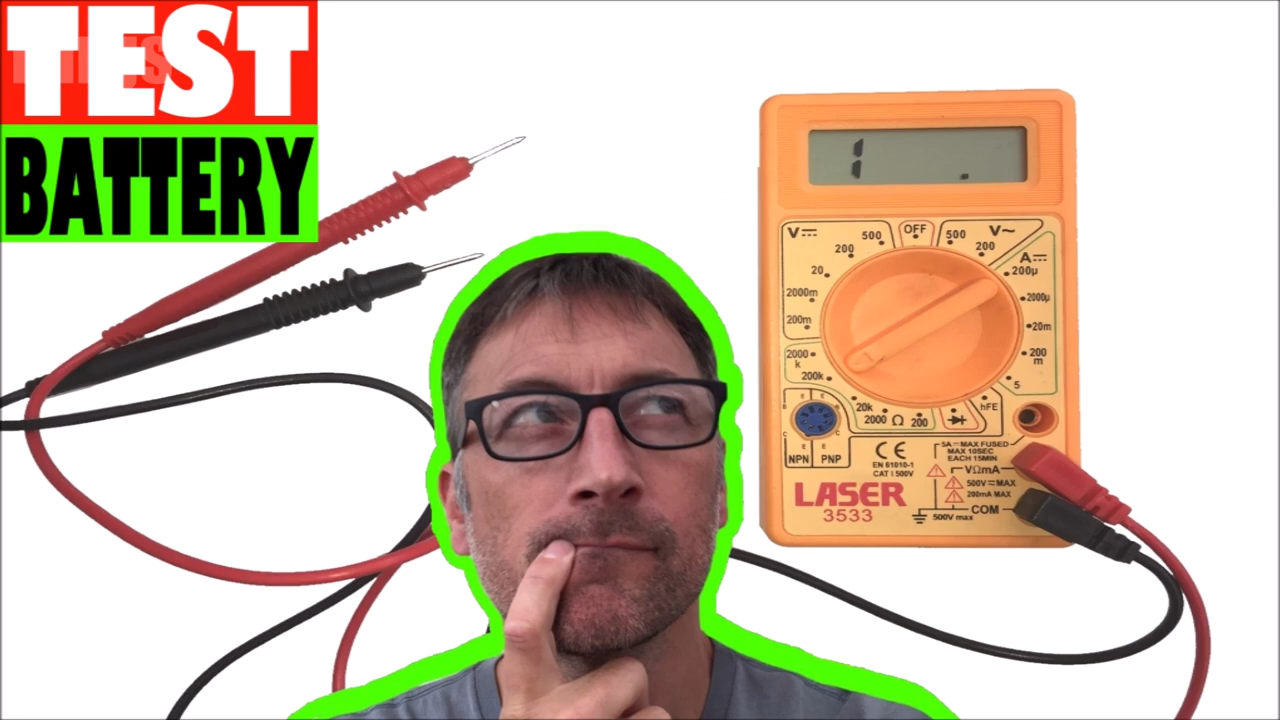 TEST
BATTERY
1 .
V⎓ 500 OFF 500 V~
200 200
A⎓
20 200µ
2000m 2000µ
200m 20m
2000 k 200 m
200k 5
20k hFE
2000 Ω 200
E E
B C
C
E E
NPN PNP
CE
EN 61010-1
CAT I 500V
5A⎓MAX FUSED
MAX 10SEC
EACH 15MIN
VΩmA
500V⎓MAX
200mA MAX
COM
500V max
LASER
3533